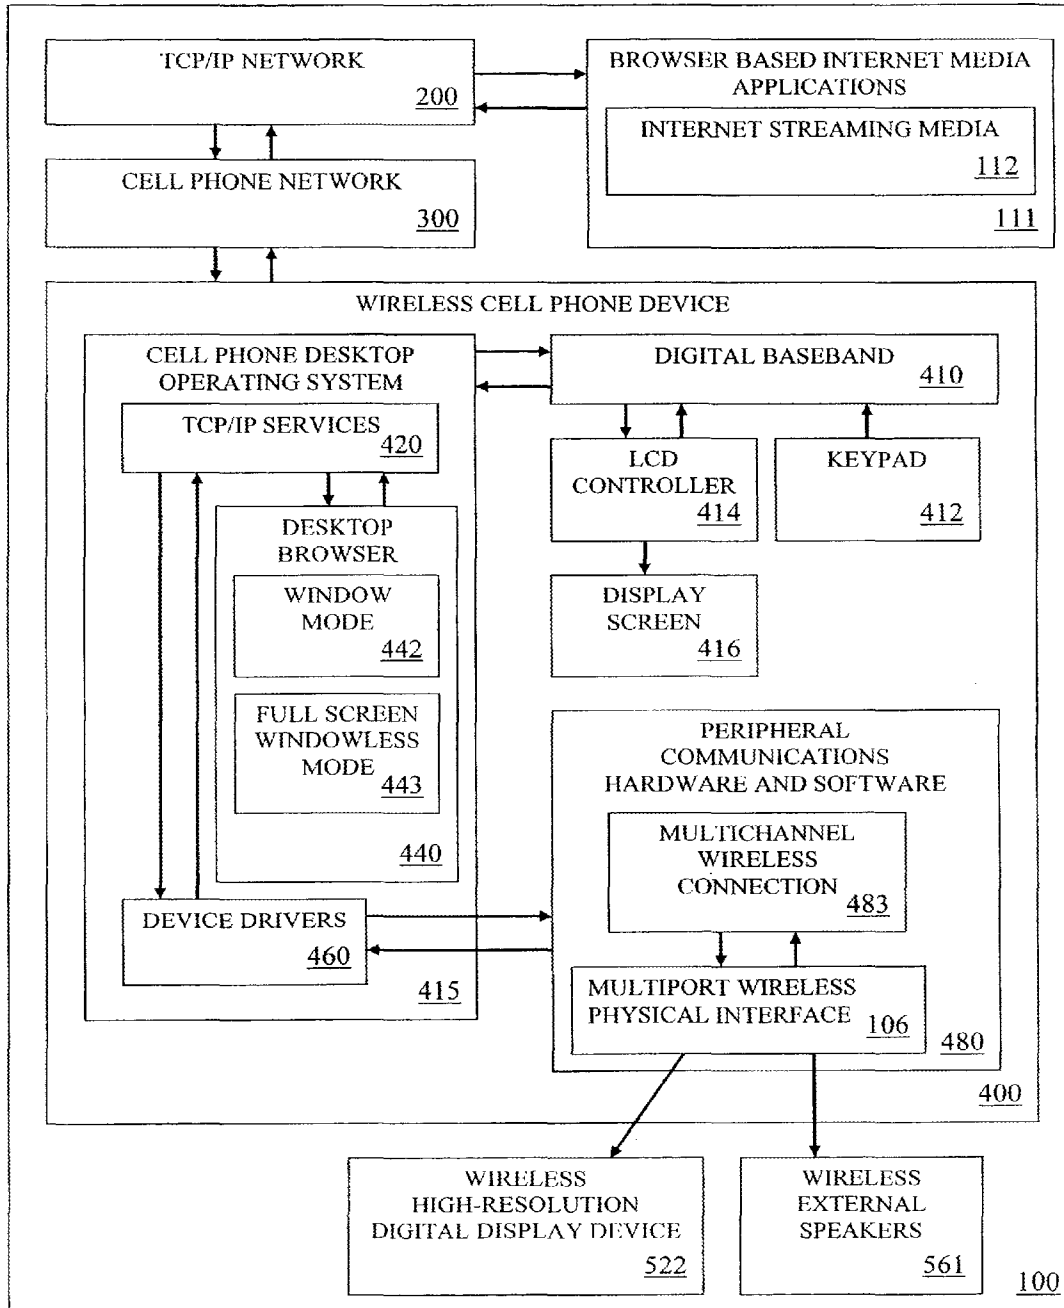 TCP/IP NETWORK
200
BROWSER BASED INTERNET MEDIA
APPLICATIONS
INTERNET STREAMING MEDIA
112
111
CELL PHONE NETWORK
300
WIRELESS CELL PHONE DEVICE
CELL PHONE DESKTOP
OPERATING SYSTEM
TCP/IP SERVICES
420
DESKTOP
BROWSER
WINDOW
MODE
442
FULL SCREEN
WINDOWLESS
MODE
443
440
DEVICE DRIVERS
460
415
DIGITAL BASEBAND
410
LCD
CONTROLLER
414
KEYPAD
412
DISPLAY
SCREEN
416
PERIPHERAL
COMMUNICATIONS
HARDWARE AND SOFTWARE
MULTICHANNEL
WIRELESS
CONNECTION
483
MULTIPORT WIRELESS
PHYSICAL INTERFACE
106
480
400
WIRELESS
HIGH-RESOLUTION
DIGITAL DISPLAY DEVICE
522
WIRELESS
EXTERNAL
SPEAKERS
561
100